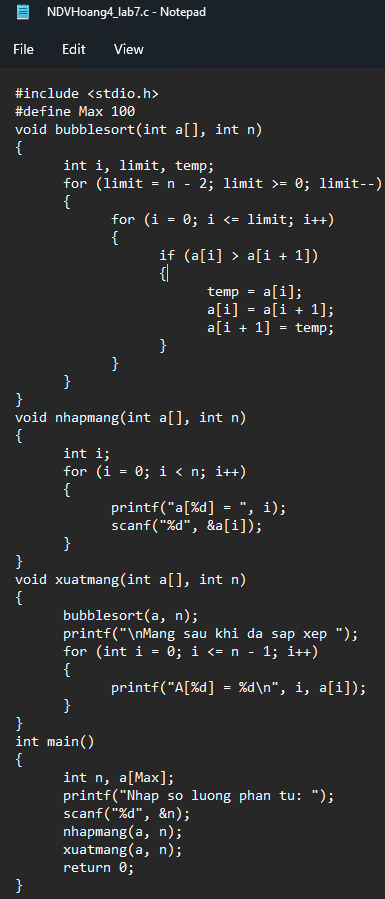 NDVHoang4_lab7.c - Notepad
File Edit View
#include <stdio.h>
#define Max 100
void bubblesort(int a[], int n)
{
      int i, limit, temp;
      for (limit = n - 2; limit >= 0; limit--)
      {
            for (i = 0; i <= limit; i++)
            {
                  if (a[i] > a[i + 1])
                  {
                        temp = a[i];
                        a[i] = a[i + 1];
                        a[i + 1] = temp;
                  }
            }
      }
}
void nhapmang(int a[], int n)
{
      int i;
      for (i = 0; i < n; i++)
      {
            printf("a[%d] = ", i);
            scanf("%d", &a[i]);
      }
}
void xuatmang(int a[], int n)
{
      bubblesort(a, n);
      printf("\nMang sau khi da sap xep ");
      for (int i = 0; i <= n - 1; i++)
      {
            printf("A[%d] = %d\n", i, a[i]);
      }
}
int main()
{
      int n, a[Max];
      printf("Nhap so luong phan tu: ");
      scanf("%d", &n);
      nhapmang(a, n);
      xuatmang(a, n);
      return 0;
}